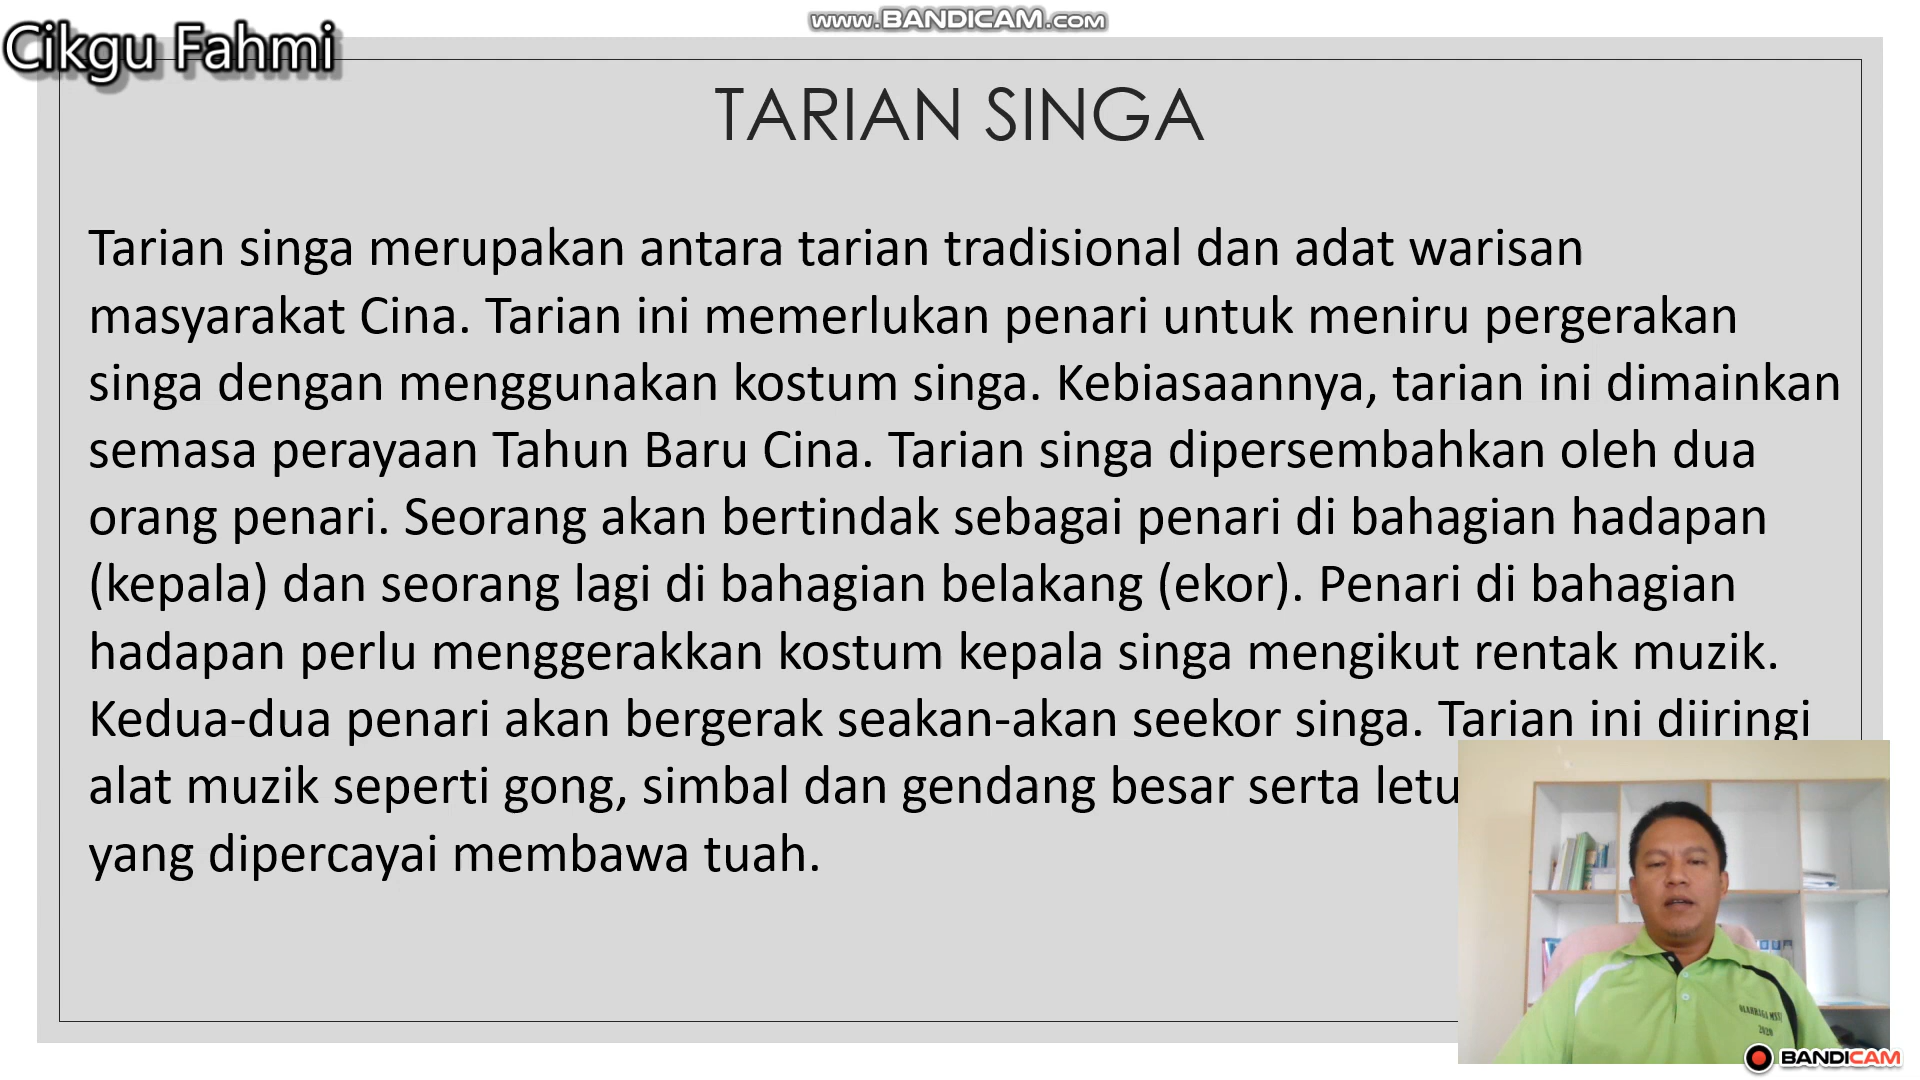 www.BANDICAM.com
Cikgu Fahmi
TARIAN SINGA
Tarian singa merupakan antara tarian tradisional dan adat warisan
masyarakat Cina. Tarian ini memerlukan penari untuk meniru pergerakan
singa dengan menggunakan kostum singa. Kebiasaannya, tarian ini dimainkan
semasa perayaan Tahun Baru Cina. Tarian singa dipersembahkan oleh dua
orang penari. Seorang akan bertindak sebagai penari di bahagian hadapan
(kepala) dan seorang lagi di bahagian belakang (ekor). Penari di bahagian
hadapan perlu menggerakkan kostum kepala singa mengikut rentak muzik.
Kedua-dua penari akan bergerak seakan-akan seekor singa. Tarian ini diiringi
alat muzik seperti gong, simbal dan gendang besar serta
yang dipercayai membawa tuah.
2020
BANDICAM